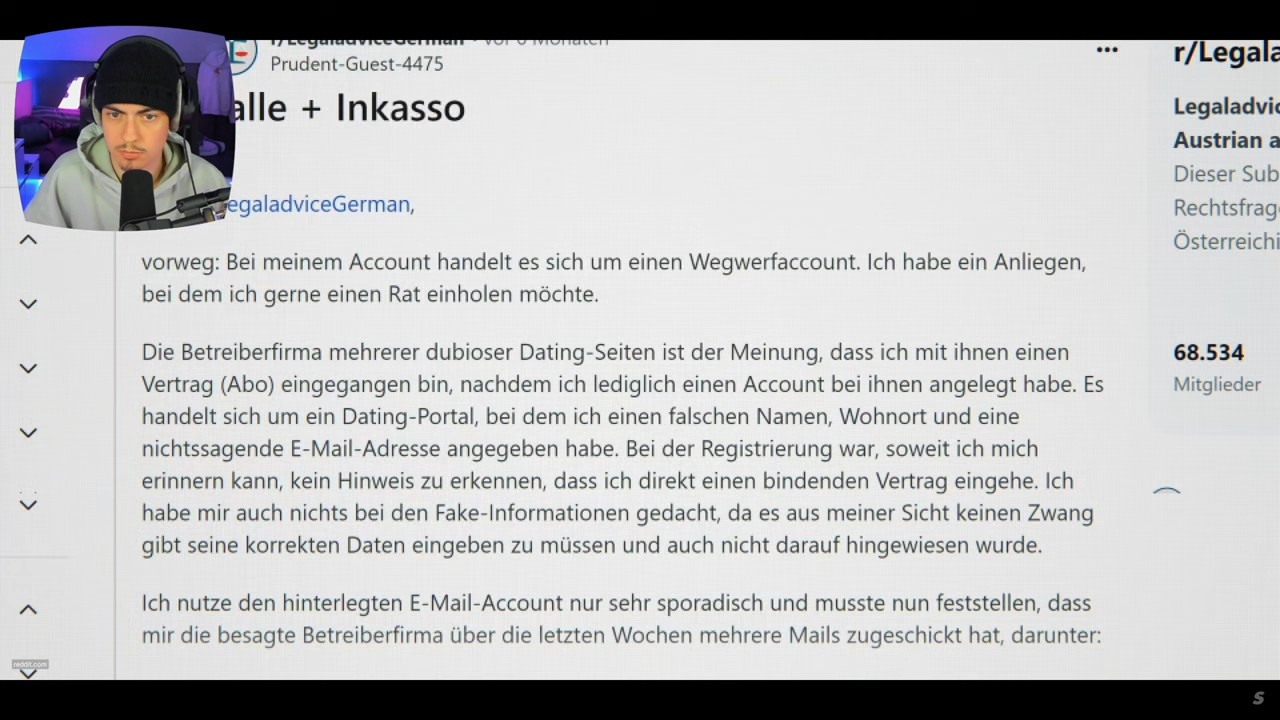 Prudent-Guest-4475
r/Legala
alle + Inkasso
Legaladvic
Austrian a
Dieser Sub
Rechtsfrag
Österreichi
egaladviceGerman,
vorweg: Bei meinem Account handelt es sich um einen Wegwerfaccount. Ich habe ein Anliegen,
bei dem ich gerne einen Rat einholen möchte.
Die Betreiberfirma mehrerer dubioser Dating-Seiten ist der Meinung, dass ich mit ihnen einen
Vertrag (Abo) eingegangen bin, nachdem ich lediglich einen Account bei ihnen angelegt habe. Es
handelt sich um ein Dating-Portal, bei dem ich einen falschen Namen, Wohnort und eine
nichtssagende E-Mail-Adresse angegeben habe. Bei der Registrierung war, soweit ich mich
erinnern kann, kein Hinweis zu erkennen, dass ich direkt einen bindenden Vertrag eingehe. Ich
habe mir auch nichts bei den Fake-Informationen gedacht, da es aus meiner Sicht keinen Zwang
gibt seine korrekten Daten eingeben zu müssen und auch nicht darauf hingewiesen wurde.
68.534
Mitglieder
Ich nutze den hinterlegten E-Mail-Account nur sehr sporadisch und musste nun feststellen, dass
mir die besagte Betreiberfirma über die letzten Wochen mehrere Mails zugeschickt hat, darunter:
reddit.com